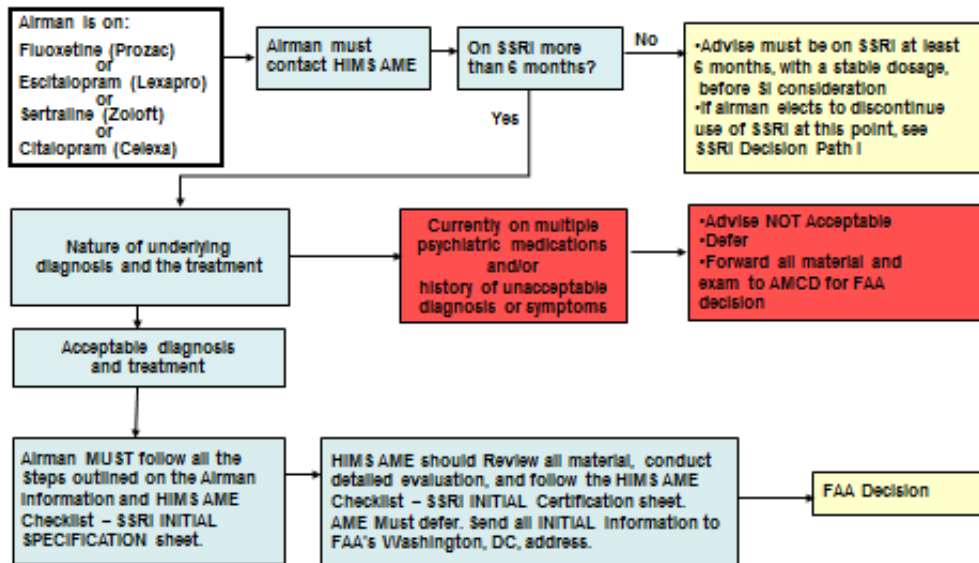 Airman is on:
Fluoxetine (Prozac)
or
Escitalopram (Lexapro)
or
Sertraline (Zoloft)
or
Citalopram (Celexa)
Airman must
contact HIMS AME
On SSRI more
than 6 months?
No
•Advise must be on SSRI at least
6 months, with a stable dosage,
before SI consideration
•If airman elects to discontinue
use of SSRI at this point, see
SSRI Decision Path I
Yes
Nature of underlying
diagnosis and the treatment
Currently on multiple
psychiatric medications
and/or
history of unacceptable
diagnosis or symptoms
•Advise NOT Acceptable
•Defer
•Forward all material and
exam to AMCD for FAA
decision
Acceptable diagnosis
and treatment
Airman MUST follow all the
Steps outlined on the Airman
Information and HIMS AME
Checklist – SSRI INITIAL
SPECIFICATION sheet.
HIMS AME should Review all material, conduct
detailed evaluation, and follow the HIMS AME
Checklist – SSRI INITIAL Certification sheet.
AME Must defer. Send all INITIAL Information to
FAA's Washington, DC, address.
FAA Decision